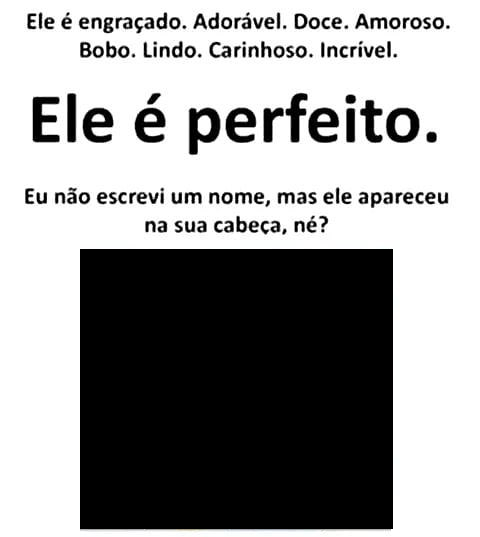 Ele é engraçado. Adorável. Doce. Amoroso.
Bobo. Lindo. Carinhoso. Incrível.
Ele é perfeito.
Eu não escrevi um nome, mas ele apareceu
na sua cabeça, né?